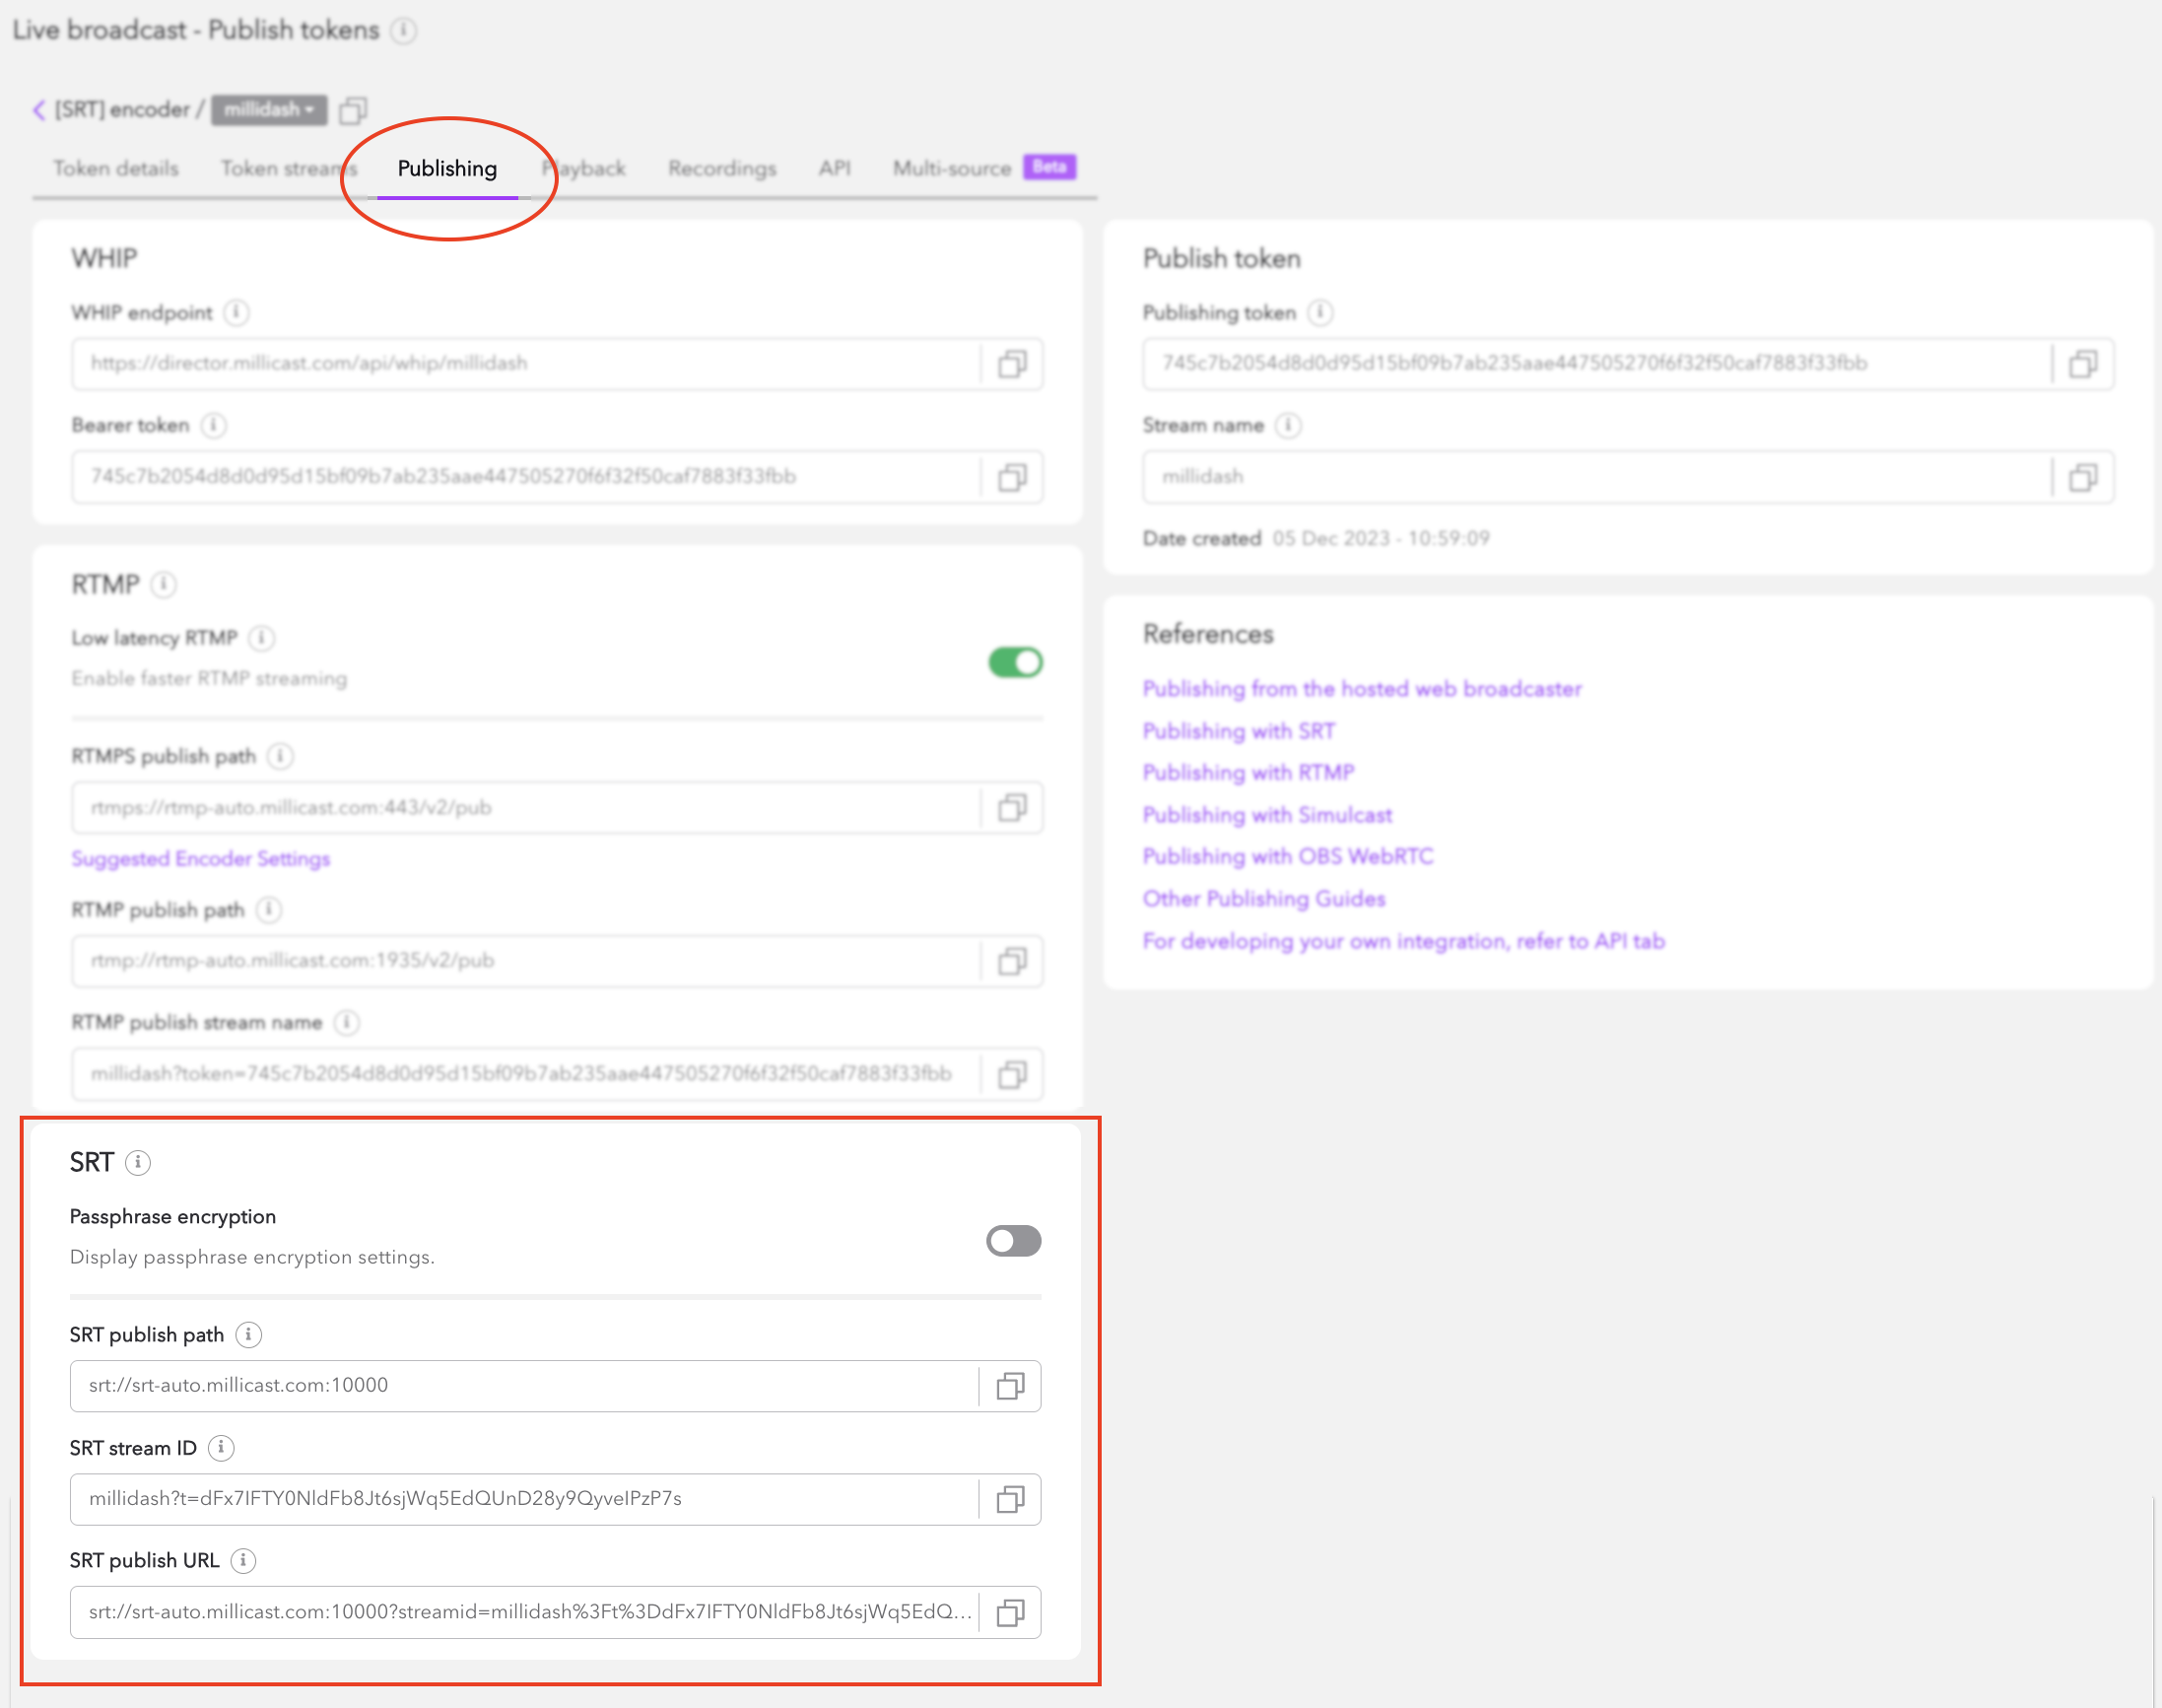 Live broadcast - Publish tokens
[SRT] encoder / millidash
Token details Token streams Publishing Playback Recordings API Multi-source Beta
WHIP
WHIP endpoint
https://director.millicast.com/api/whip/millidash
Bearer token
745c7b2054d8d0d95d15bf09b7ab235aae447505270f6f32f50caf7883f33fbb
RTMP
Low latency RTMP
Enable faster RTMP streaming
RTMPS publish path
rtmps://rtmp-auto.millicast.com:443/v2/pub
Suggested Encoder Settings
RTMP publish path
rtmp://rtmp-auto.millicast.com:1935/v2/pub
RTMP publish stream name
millidash?token=745c7b2054d8d0d95d15bf09b7ab235aae447505270f6f32f50caf7883f33fbb
SRT
Passphrase encryption
Display passphrase encryption settings.
SRT publish path
srt://srt-auto.millicast.com:10000
SRT stream ID
millidash?t=dFx7IFTY0NldFb8Jt6sjWq5EdQUnD28y9QyveIPzP7s
SRT publish URL
srt://srt-auto.millicast.com:10000?streamid=millidash%3Ft%3DdFx7IFTY0NldFb8Jt6sjWq5EdQ...
Publish token
Publishing token
745c7b2054d8d0d95d15bf09b7ab235aae447505270f6f32f50caf7883f33fbb
Stream name
millidash
Date created 05 Dec 2023 - 10:59:09
References
Publishing from the hosted web broadcaster
Publishing with SRT
Publishing with RTMP
Publishing with Simulcast
Publishing with OBS WebRTC
Other Publishing Guides
For developing your own integration, refer to API tab